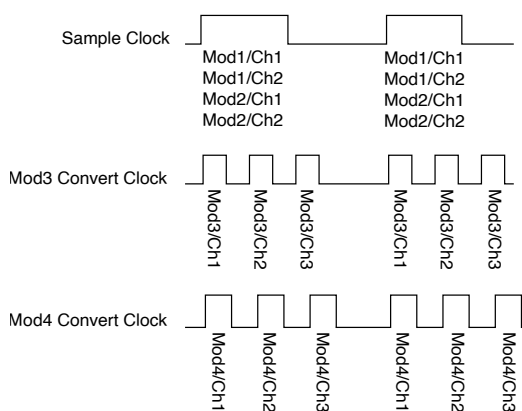 Sample Clock
Mod1/Ch1
Mod1/Ch2
Mod2/Ch1
Mod2/Ch2
Mod1/Ch1
Mod1/Ch2
Mod2/Ch1
Mod2/Ch2
Mod3 Convert Clock
Mod3/Ch1
Mod3/Ch2
Mod3/Ch3
Mod3/Ch1
Mod3/Ch2
Mod3/Ch3
Mod4 Convert Clock
Mod4/Ch1
Mod4/Ch2
Mod4/Ch3
Mod4/Ch1
Mod4/Ch2
Mod4/Ch3